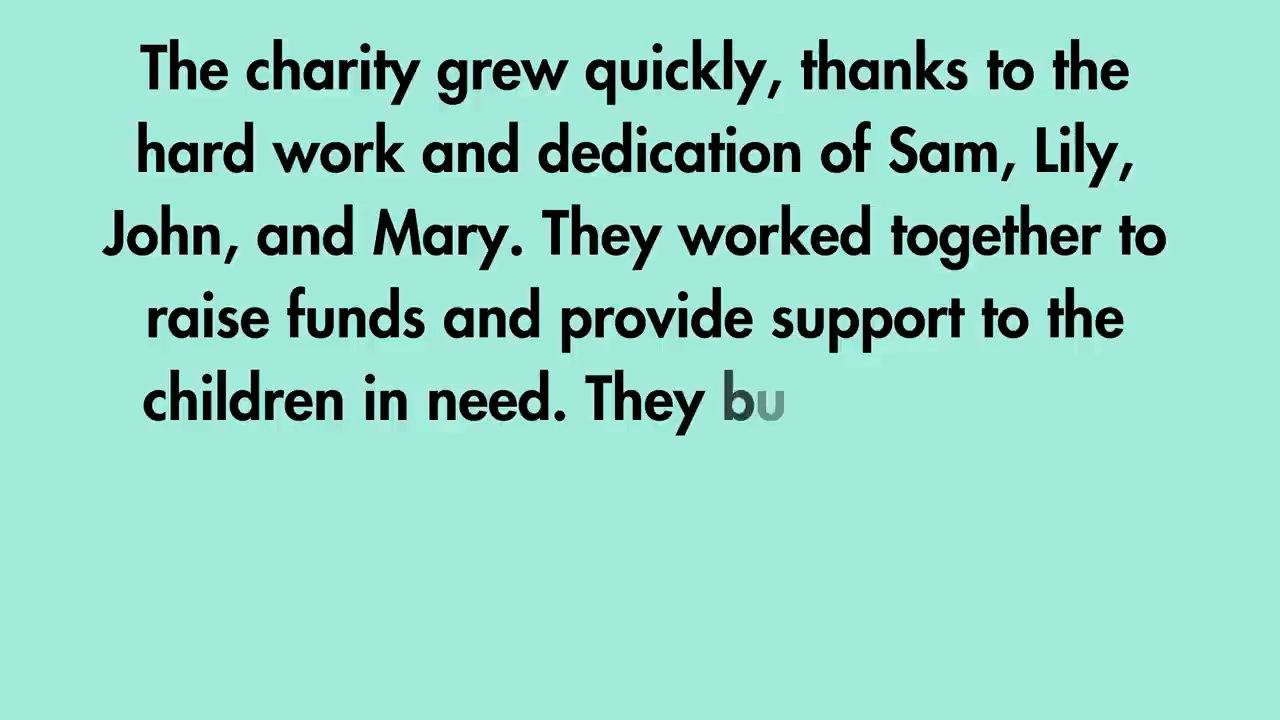 The charity grew quickly, thanks to the
hard work and dedication of Sam, Lily,
John, and Mary. They worked together to
raise funds and provide support to the
children in need. They bu